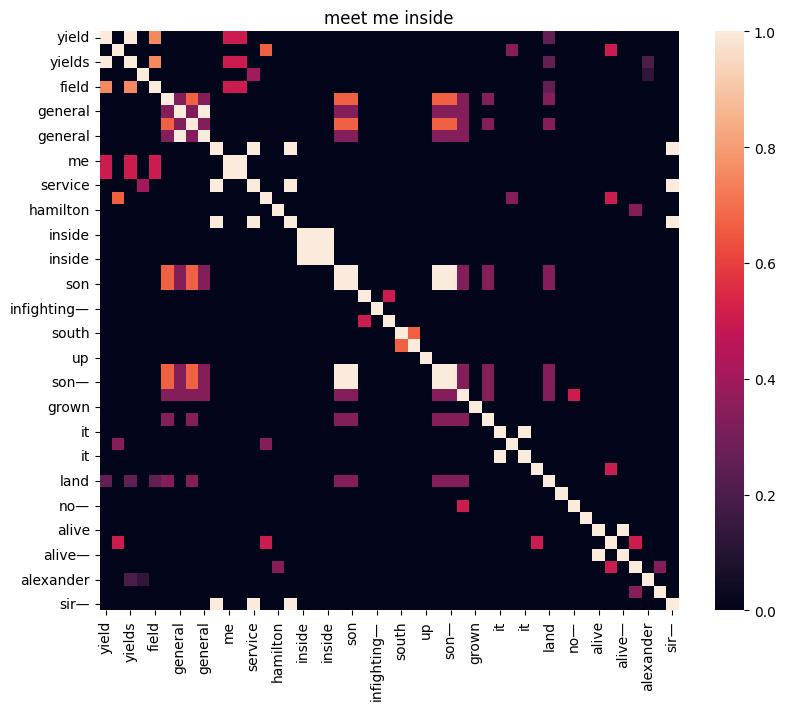 meet me inside
yield
yields
field
general
general
me
service
hamilton
inside
inside
son
infighting—
south
up
son—
grown
it
it
land
no—
alive
alive—
alexander
sir—
1.0
0.8
0.6
0.4
0.2
0.0
yield
yields
field
general
general
me
service
hamilton
inside
inside
son
infighting—
south
up
son—
grown
it
it
land
no—
alive
alive—
alexander
sir—